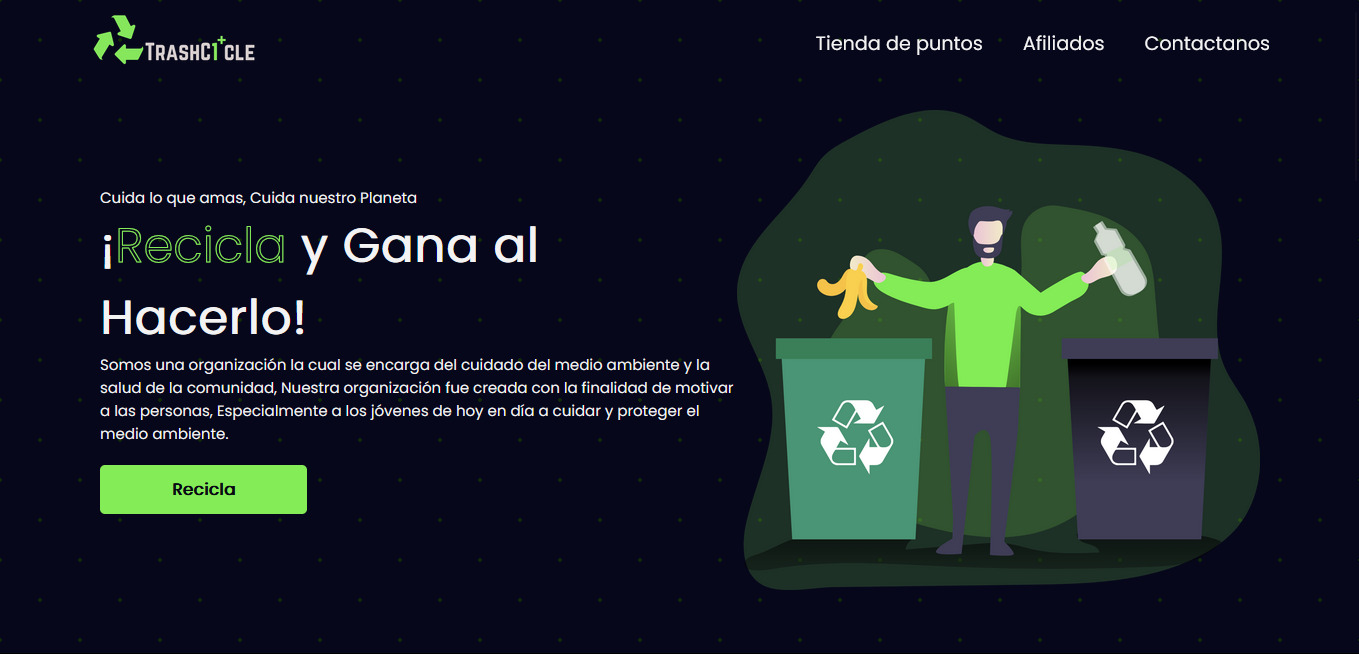 TRASHC1+CLE
Tienda de puntos Afiliados Contactanos
Cuida lo que amas, Cuida nuestro Planeta
¡Recicla y Gana al
Hacerlo!
Somos una organización la cual se encarga del cuidado del medio ambiente y la
salud de la comunidad, Nuestra organización fue creada con la finalidad de motivar
a las personas, Especialmente a los jóvenes de hoy en día a cuidar y proteger el
medio ambiente.
Recicla